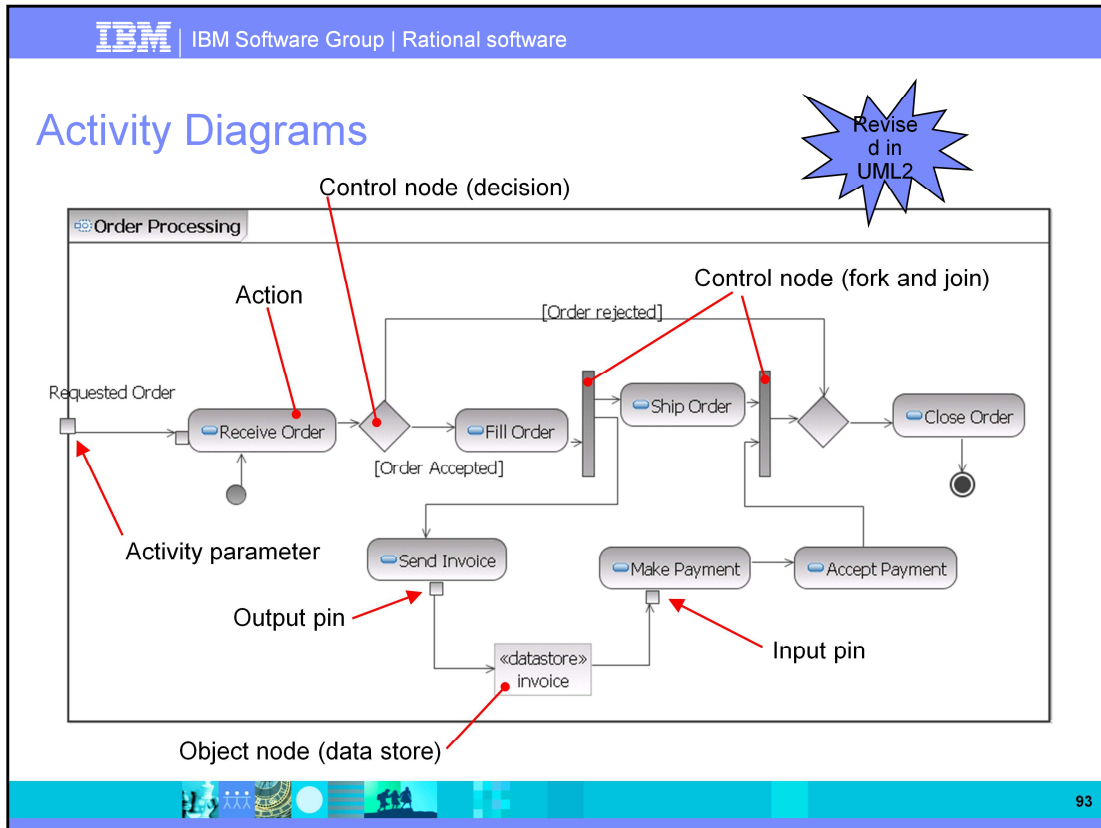 IBM | IBM Software Group | Rational software
Activity Diagrams
Revise
d in
UML2
Control node (decision)
Order Processing
Control node (fork and join)
Action
[Order rejected]
Requested Order
Receive Order
Fill Order
Ship Order
Close Order
[Order Accepted]
Activity parameter
Send Invoice
Make Payment
Accept Payment
Output pin
Input pin
«datastore»
invoice
Object node (data store)
93